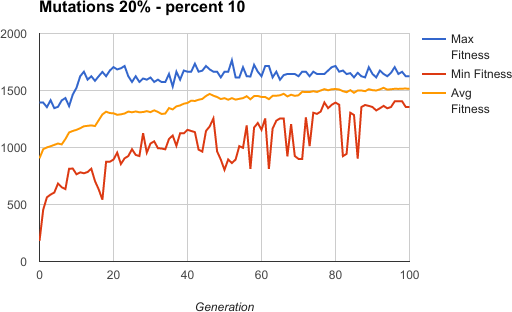 Mutations 20% - percent 10
2000
1500
1000
500
0
0 20 40 60 80 100
Generation
Max
Fitness
Min Fitness
Avg
Fitness